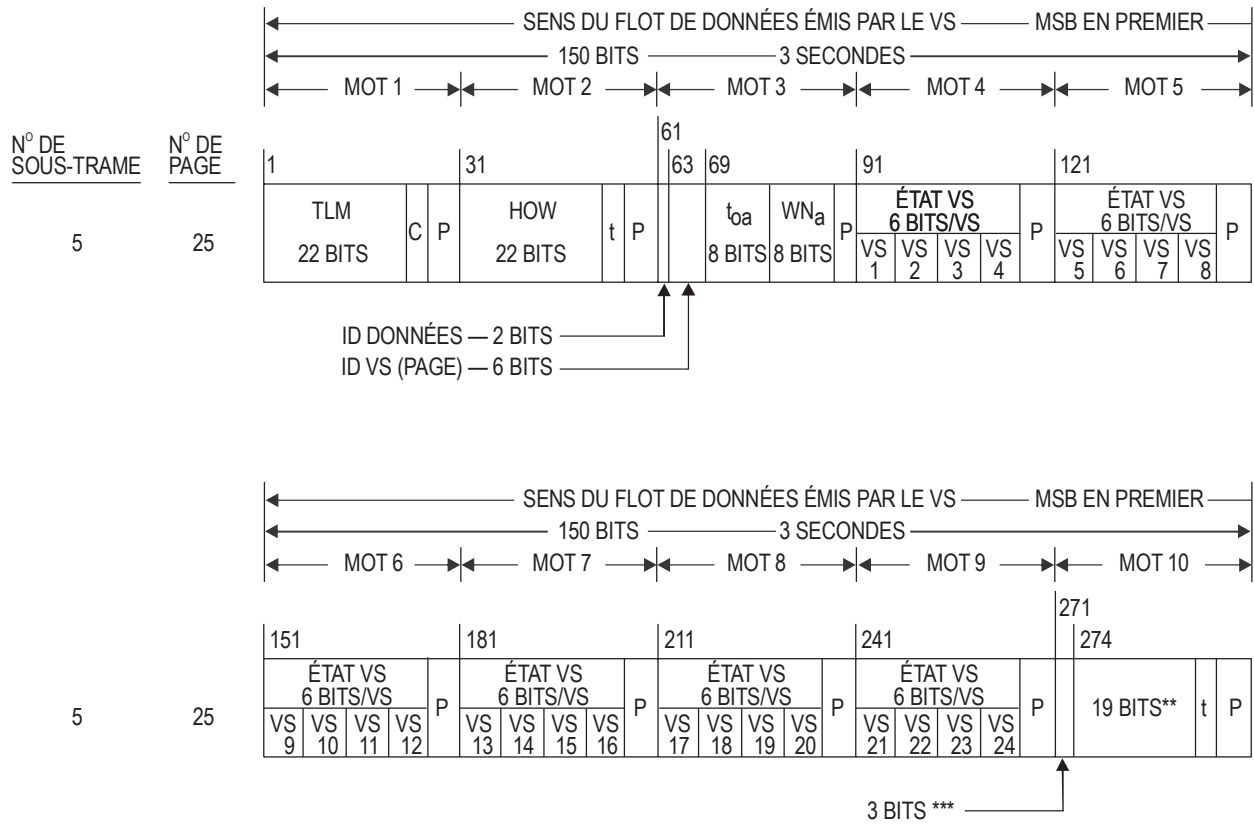 SENS DU FLOT DE DONNÉES ÉMIS PAR LE VS MSB EN PREMIER
150 BITS 3 SECONDES
MOT 1 MOT 2 MOT 3 MOT 4 MOT 5
N° DE SOUS-TRAME
N° DE PAGE
1 31 61 63 69 91 121
5 25
TLM
22 BITS
C
P
HOW
22 BITS
t
P
toa
8 BITS
WNa
8 BITS
P
ÉTAT VS
6 BITS/VS
VS 1 VS 2 VS 3 VS 4
P
ÉTAT VS
6 BITS/VS
VS 5 VS 6 VS 7 VS 8
P
ID DONNÉES — 2 BITS
ID VS (PAGE) — 6 BITS
SENS DU FLOT DE DONNÉES ÉMIS PAR LE VS MSB EN PREMIER
150 BITS 3 SECONDES
MOT 6 MOT 7 MOT 8 MOT 9 MOT 10
151 181 211 241 271 274
5 25
ÉTAT VS
6 BITS/VS
VS 9 VS 10 VS 11 VS 12
P
ÉTAT VS
6 BITS/VS
VS 13 VS 14 VS 15 VS 16
P
ÉTAT VS
6 BITS/VS
VS 17 VS 18 VS 19 VS 20
P
ÉTAT VS
6 BITS/VS
VS 21 VS 22 VS 23 VS 24
P
19 BITS**
t
P
3 BITS ***